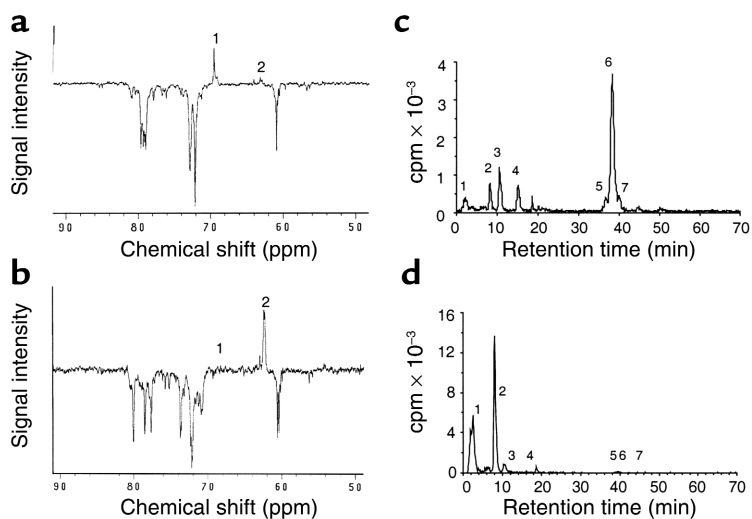 a
Signal intensity
1
2
90 80 70 60 50
Chemical shift (ppm)
b
Signal intensity
1
2
90 80 70 60 50
Chemical shift (ppm)
c
cpm × 10⁻³
4
3
2
1
0
1 2 3 4 5 6 7
0 10 20 30 40 50 60 70
Retention time (min)
d
cpm × 10⁻³
16
12
8
4
0
1 2 3 4 5 6 7
0 10 20 30 40 50 60 70
Retention time (min)